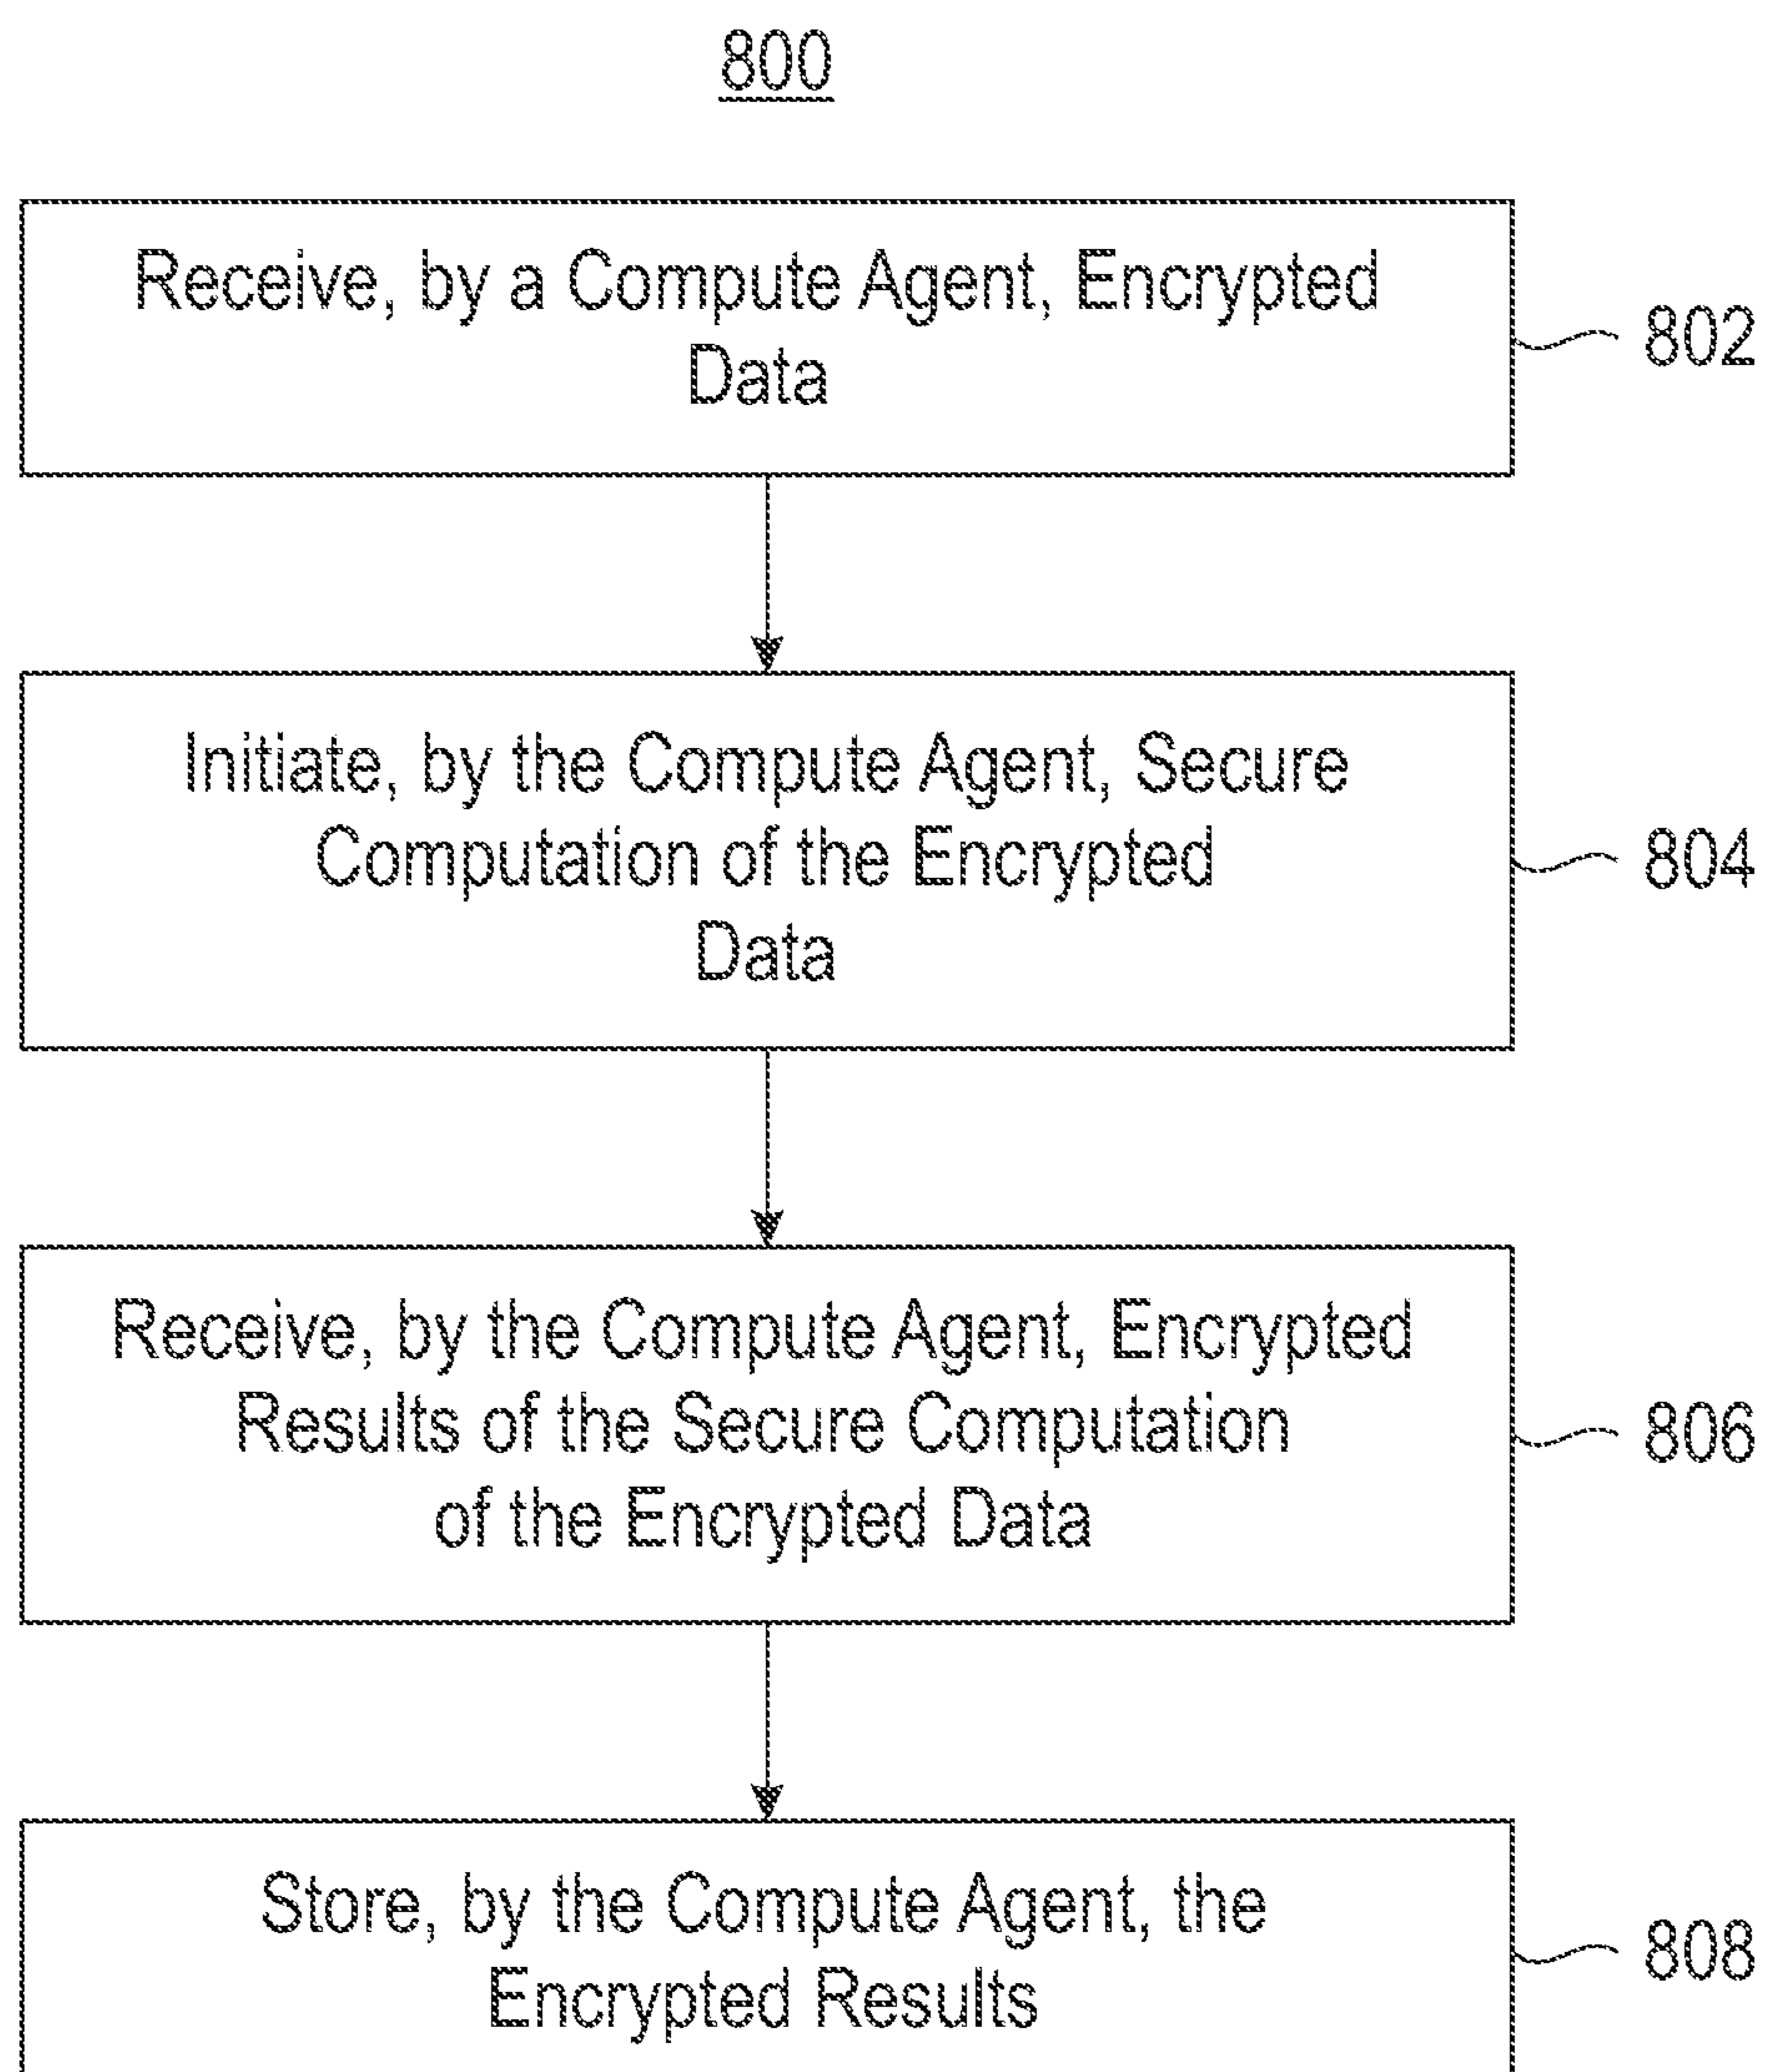 800
Receive, by a Compute Agent, Encrypted
Data
802
Initiate, by the Compute Agent, Secure
Computation of the Encrypted
Data
804
Receive, by the Compute Agent, Encrypted
Results of the Secure Computation
of the Encrypted Data
806
Store, by the Compute Agent, the
Encrypted Results
808